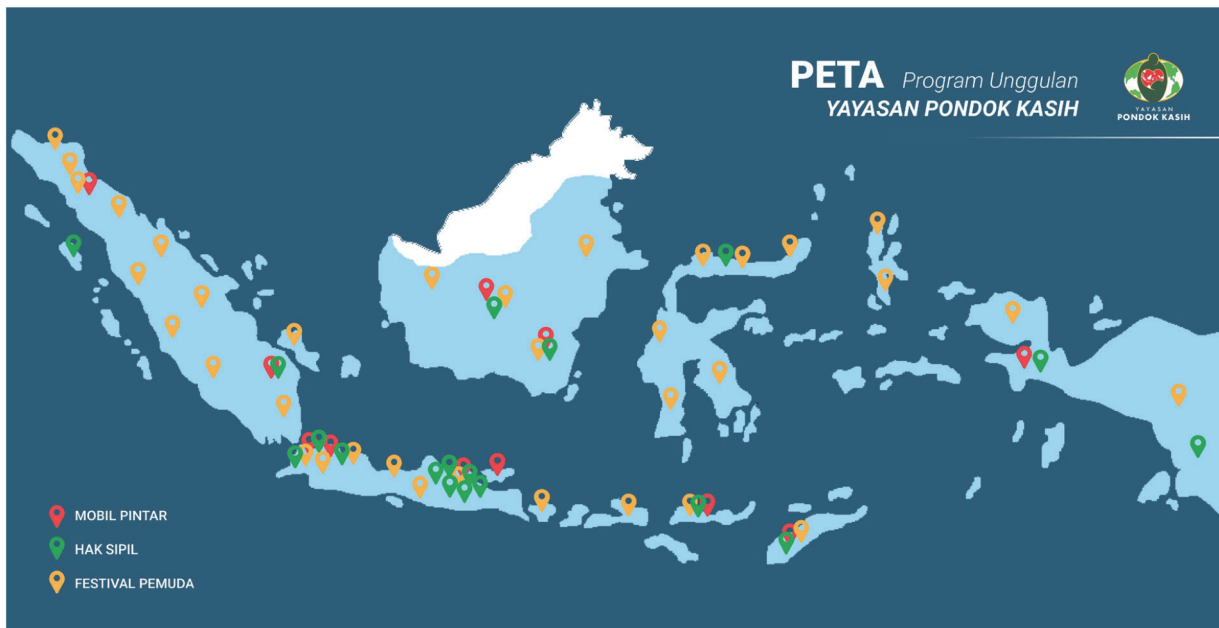 PETA Program Unggulan
YAYASAN PONDOK KASIH
YAYASAN
PONDOK KASIH
MOBIL PINTAR
HAK SIPIL
FESTIVAL PEMUDA